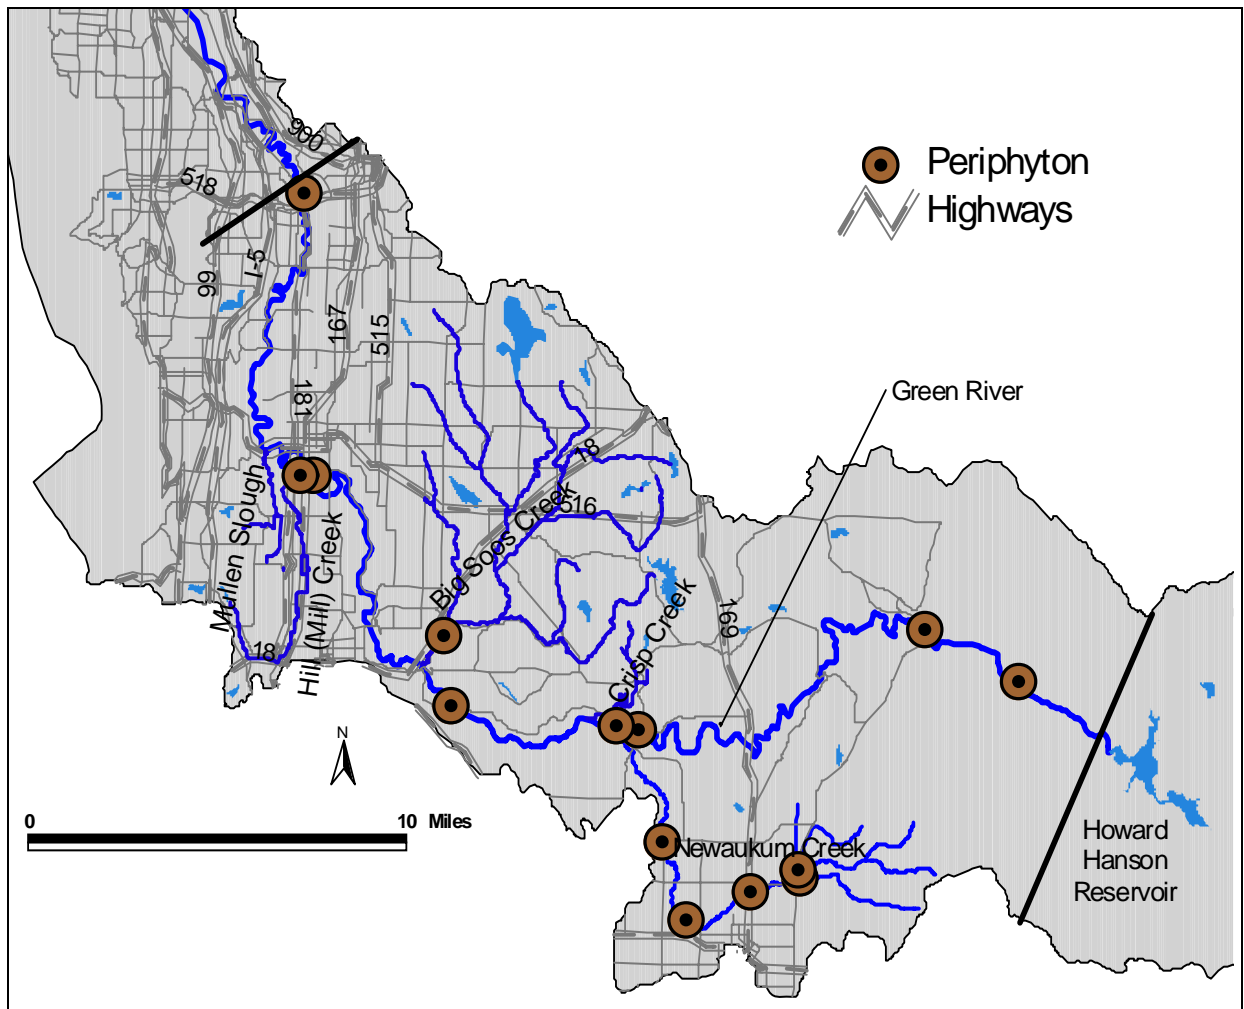 900
518
Periphyton
Highways
99
I-5
167
515
181
Green River
18
516
Mullen Slough
Hill (Mill) Creek
Big Soos Creek
Crisp Creek
169
18
N
0 10 Miles
Newaukum Creek
Howard
Hanson
Reservoir